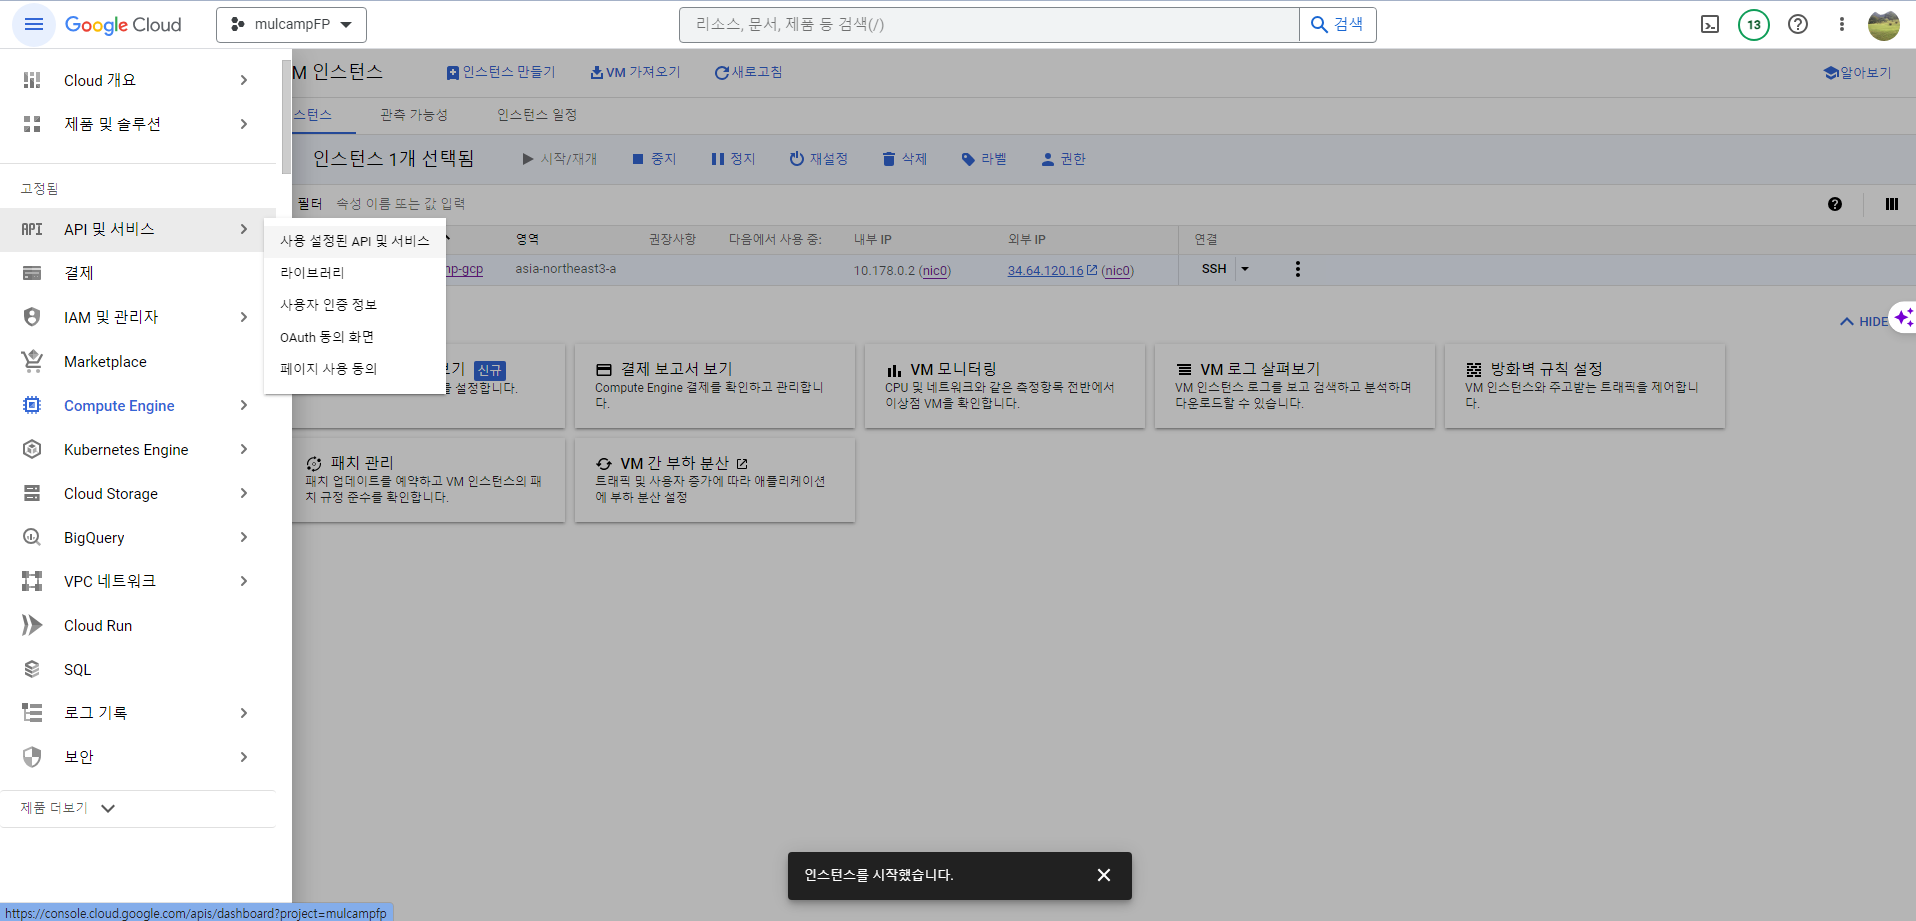 Google Cloud
mulcampFP
리소스, 문서, 제품 등 검색(/)
검색
13
Cloud 개요
제품 및 솔루션
고정됨
API 및 서비스
결제
IAM 및 관리자
Marketplace
Compute Engine
Kubernetes Engine
Cloud Storage
BigQuery
VPC 네트워크
Cloud Run
SQL
로그 기록
보안
제품 더보기
사용 설정된 API 및 서비스
라이브러리
사용자 인증 정보
OAuth 동의 화면
페이지 사용 동의
M 인스턴스
인스턴스 만들기
VM 가져오기
새로고침
알아보기
스턴스
관측 가능성
인스턴스 일정
인스턴스 1개 선택됨
시작/재개
중지
정지
재설정
삭제
라벨
권한
필터
속성 이름 또는 값 입력
영역
권장사항
다음에서 사용 중:
내부 IP
외부 IP
연결
np-gcp
asia-northeast3-a
10.178.0.2 (nic0)
34.64.120.16 (nic0)
SSH
HIDE
보기 신규
을 설정합니다.
결제 보고서 보기
Compute Engine 결제를 확인하고 관리합니
다.
VM 모니터링
CPU 및 네트워크와 같은 측정항목 전반에서
이상점 VM을 확인합니다.
VM 로그 살펴보기
VM 인스턴스 로그를 보고 검색하고 분석하며
다운로드할 수 있습니다.
방화벽 규칙 설정
VM 인스턴스와 주고받는 트래픽을 제어합니
다.
패치 관리
패치 업데이트를 예약하고 VM 인스턴스의 패
치 규정 준수를 확인합니다.
VM 간 부하 분산
트래픽 및 사용자 증가에 따라 애플리케이션
에 부하 분산 설정
인스턴스를 시작했습니다.
https://console.cloud.google.com/apis/dashboard?project=mulcampfp